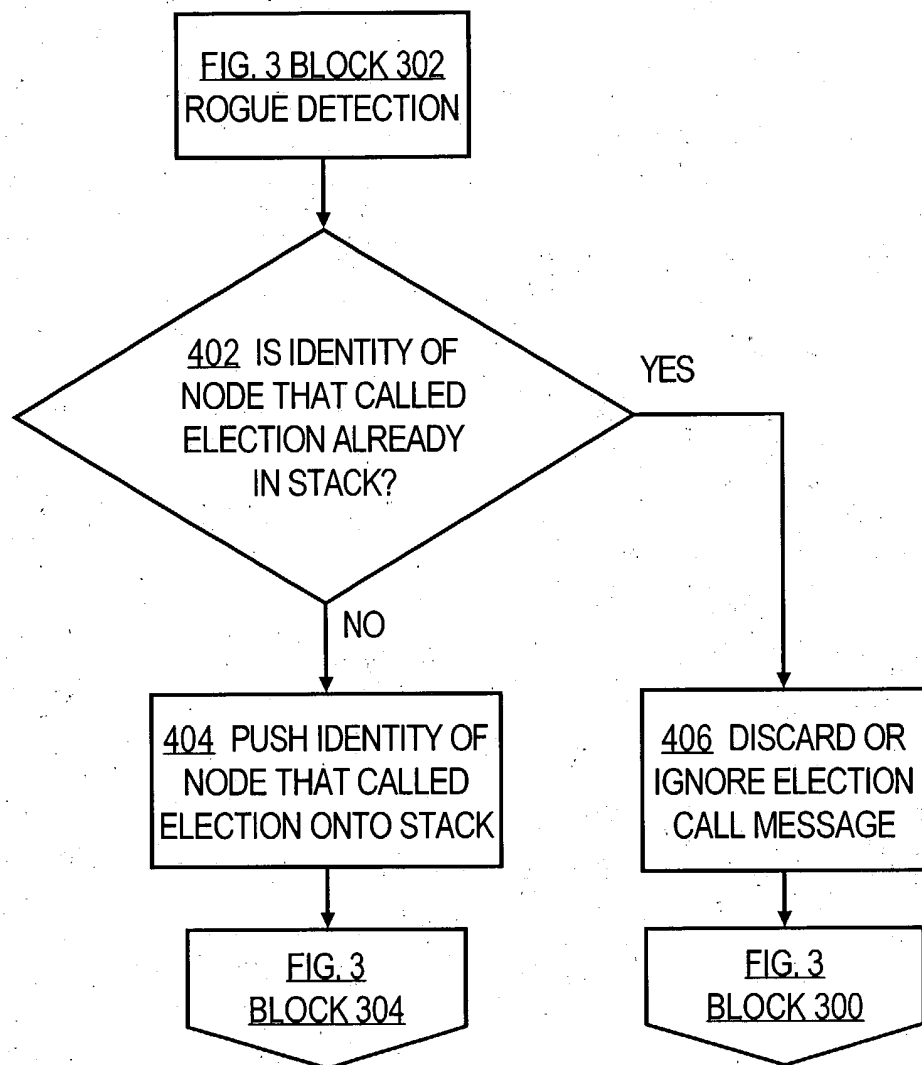 FIG. 3 BLOCK 302
ROGUE DETECTION
402 IS IDENTITY OF
NODE THAT CALLED
ELECTION ALREADY
IN STACK?
YES
NO
404 PUSH IDENTITY OF
NODE THAT CALLED
ELECTION ONTO STACK
406 DISCARD OR
IGNORE ELECTION
CALL MESSAGE
FIG. 3
BLOCK 304
FIG. 3
BLOCK 300